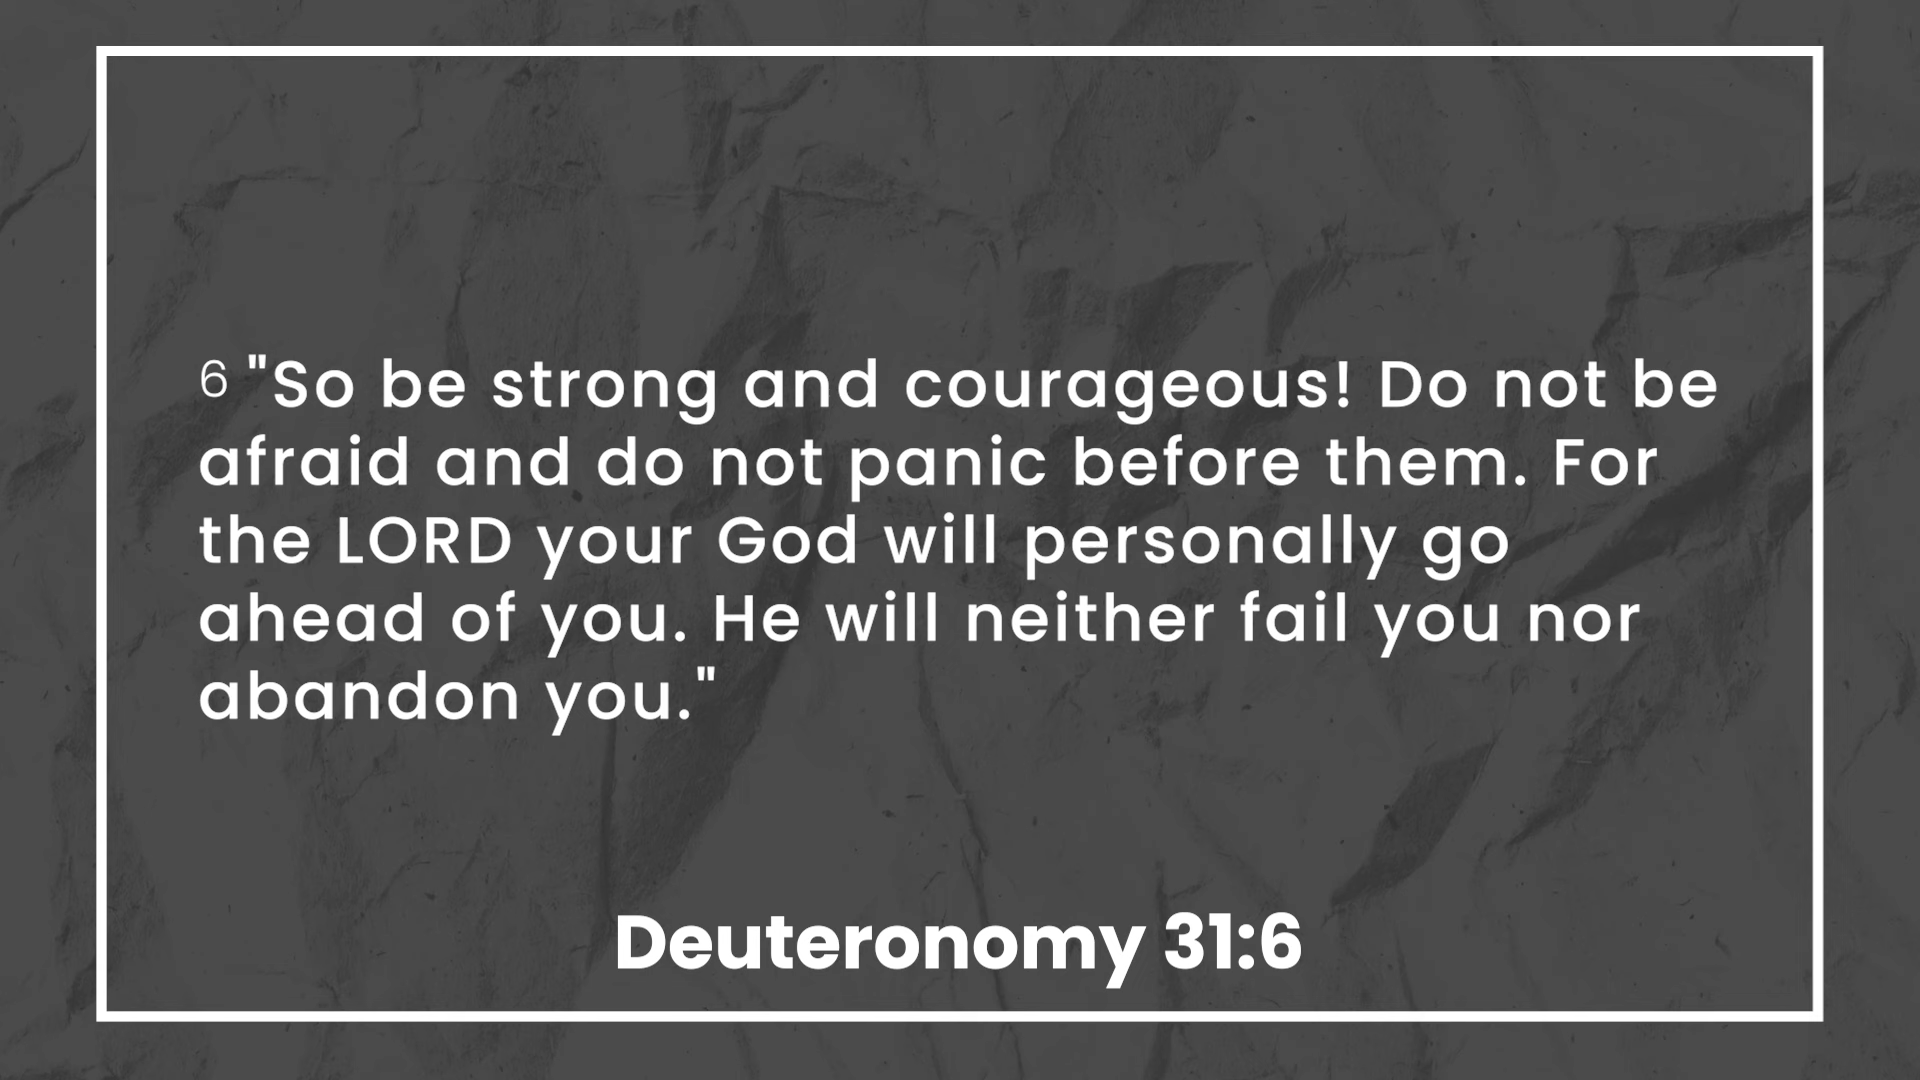 6 "So be strong and courageous! Do not be
afraid and do not panic before them. For
the LORD your God will personally go
ahead of you. He will neither fail you nor
abandon you."
Deuteronomy 31:6